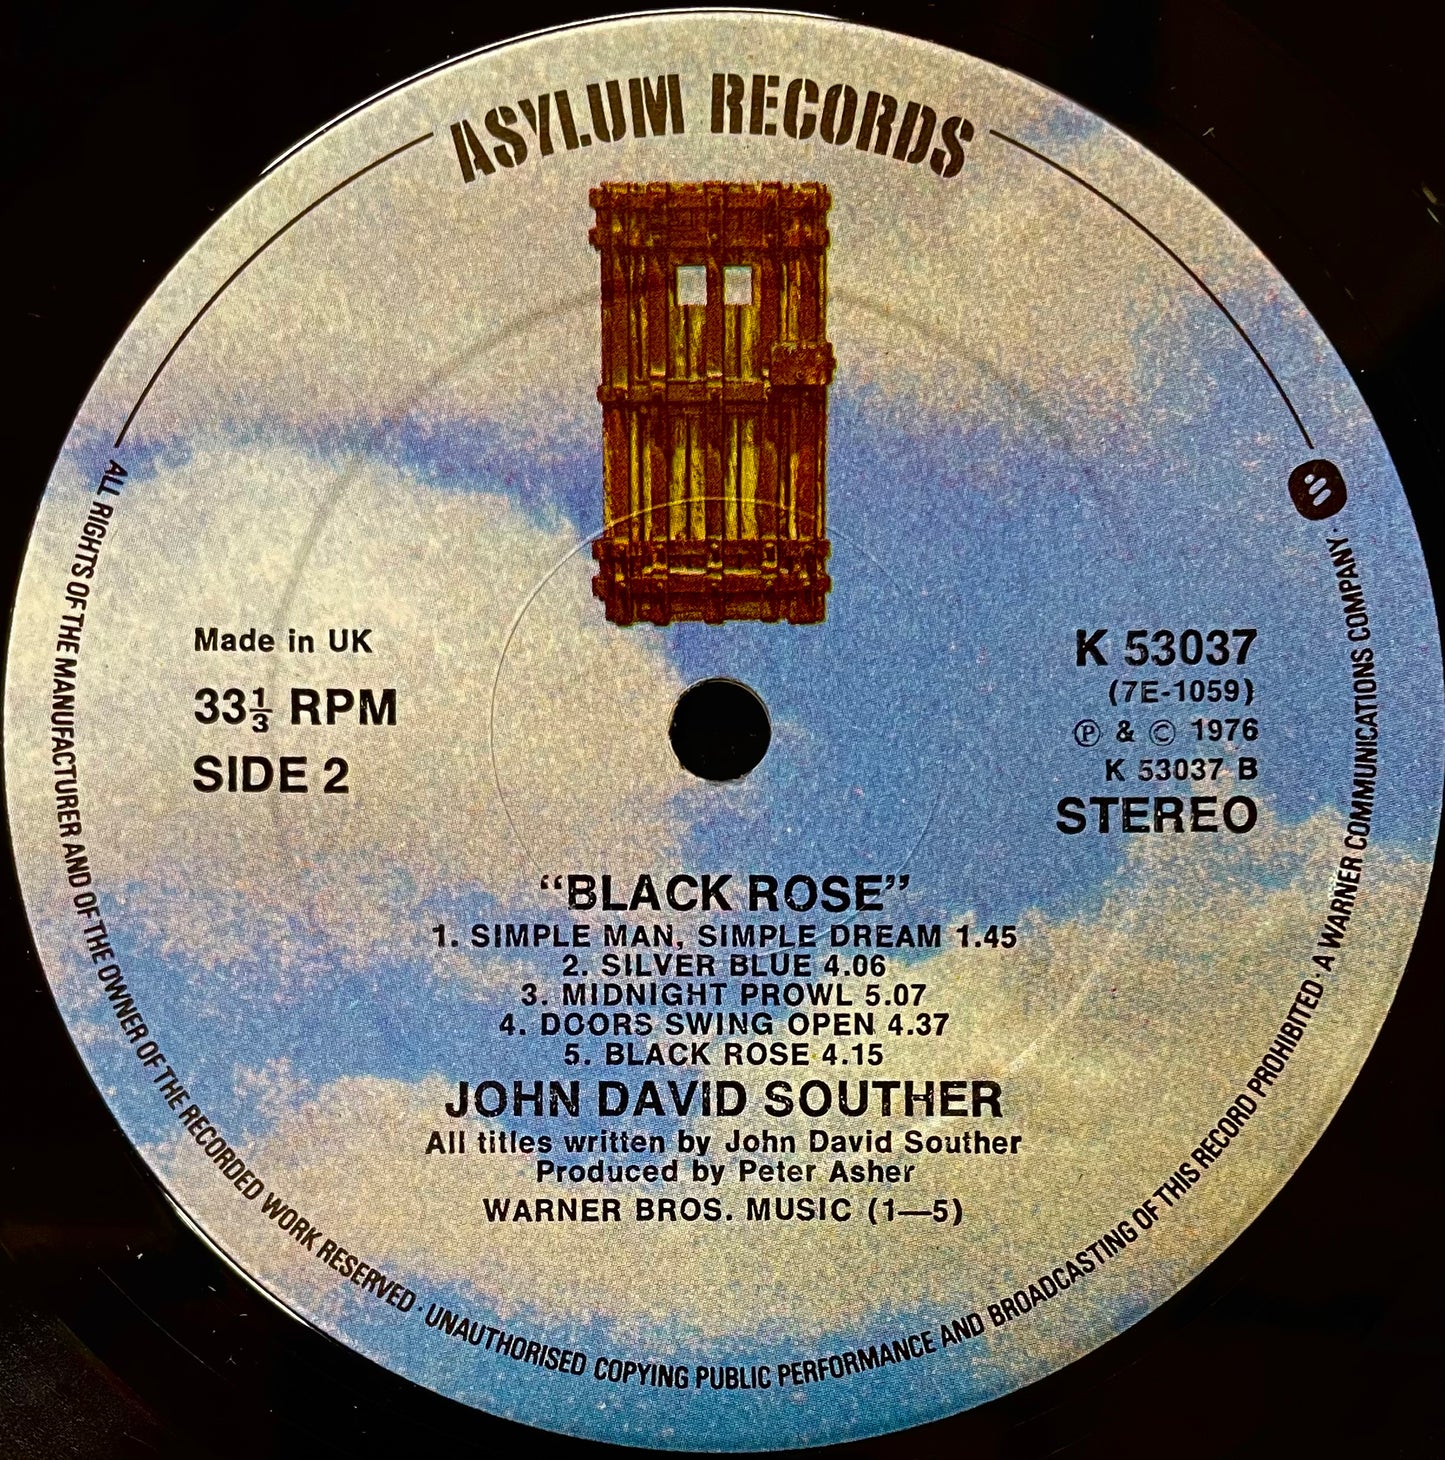 ASYLUM RECORDS
Made in UK
33⅓ RPM
SIDE 2
K 53037
(7E-1059)
Ⓟ & © 1976
K 53037 B
STEREO
“BLACK ROSE”
1. SIMPLE MAN, SIMPLE DREAM 1.45
2. SILVER BLUE 4.06
3. MIDNIGHT PROWL 5.07
4. DOORS SWING OPEN 4.37
5. BLACK ROSE 4.15
JOHN DAVID SOUTHER
All titles written by John David Souther
Produced by Peter Asher
WARNER BROS. MUSIC (1—5)
ALL RIGHTS OF THE MANUFACTURER AND OF THE OWNER OF THE RECORDED WORK RESERVED · UNAUTHORISED COPYING PUBLIC PERFORMANCE AND BROADCASTING OF THIS RECORD PROHIBITED · A WARNER COMMUNICATIONS COMPANY ·